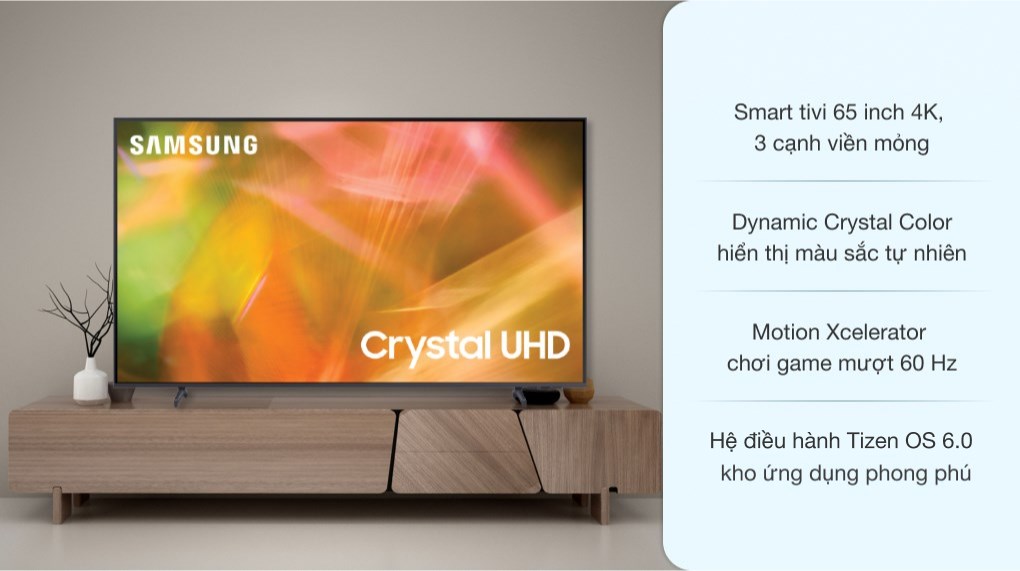 SAMSUNG
Crystal UHD
Smart tivi 65 inch 4K,
3 cạnh viền mỏng
Dynamic Crystal Color
hiển thị màu sắc tự nhiên
Motion Xcelerator
chơi game mượt 60 Hz
Hệ điều hành Tizen OS 6.0
kho ứng dụng phong phú